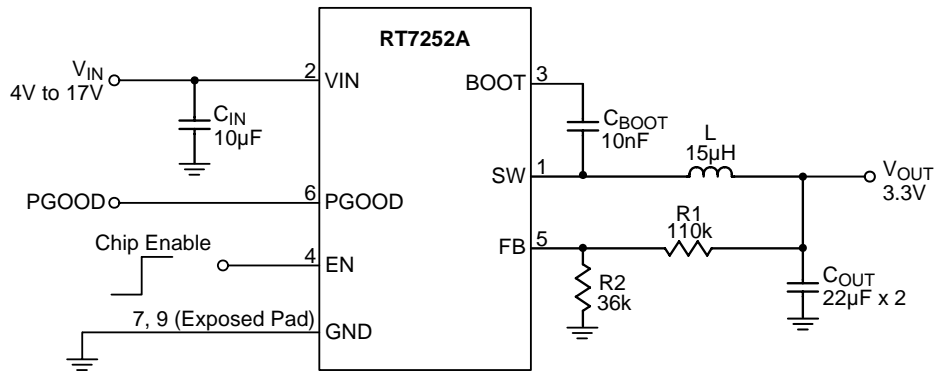 RT7252A
VIN
4V to 17V
2
VIN
BOOT
3
CIN
10µF
CBOOT
10nF
L
15µH
SW
1
VOUT
3.3V
PGOOD
6
PGOOD
R1
110k
Chip Enable
4
EN
FB
5
R2
36k
COUT
22µF x 2
7, 9 (Exposed Pad)
GND